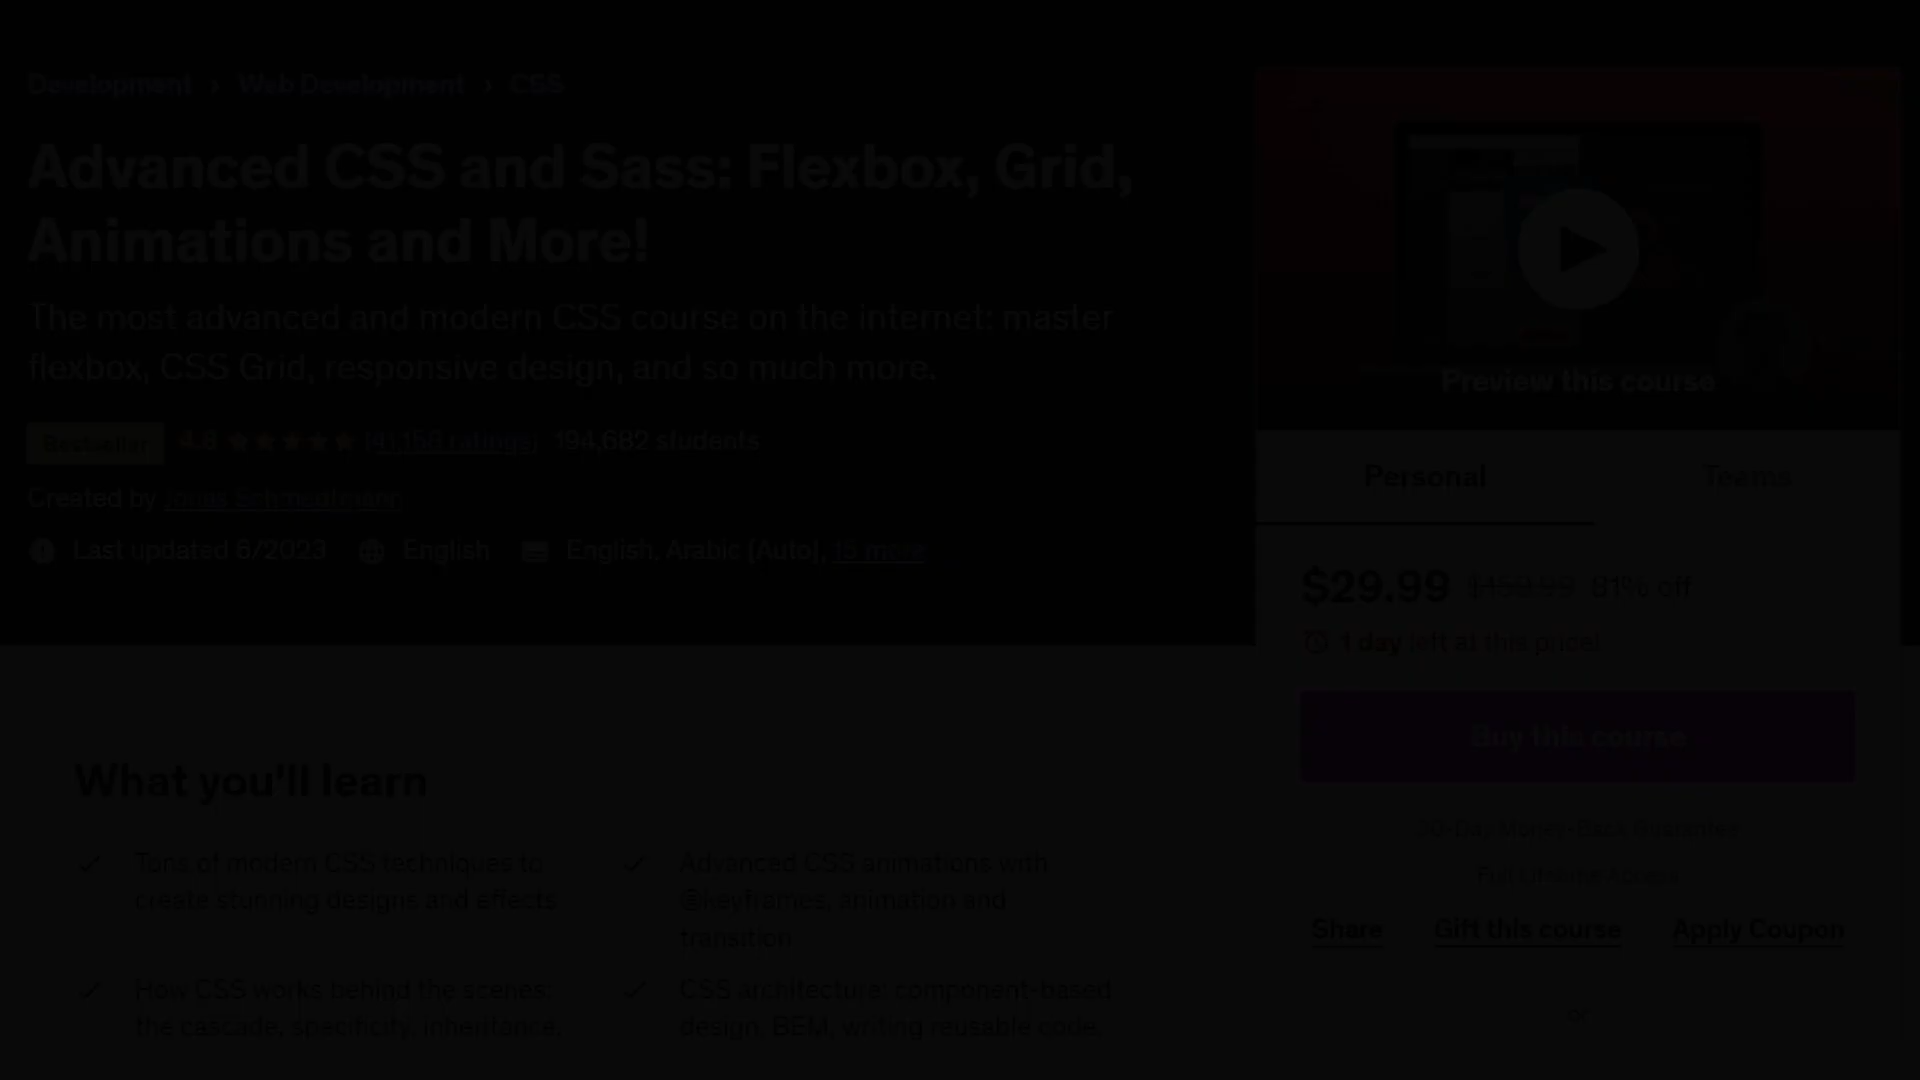 Development › Web Development › CSS
Advanced CSS and Sass: Flexbox, Grid,
Animations and More!
The most advanced and modern CSS course on the internet: master
flexbox, CSS Grid, responsive design, and so much more.
Bestseller 4.8 (41,158 ratings) 194,682 students
Created by Jonas Schmedtmann
Last updated 6/2023 English English, Arabic [Auto], 15 more
Preview this course
Personal Teams
$29.99 $159.99 81% off
1 day left at this price!
Buy this course
30-Day Money-Back Guarantee
Full Lifetime Access
Share Gift this course Apply Coupon
or
What you'll learn
Tons of modern CSS techniques to
create stunning designs and effects
Advanced CSS animations with
@keyframes, animation and
transition
How CSS works behind the scenes:
the cascade, specificity, inheritance,
CSS architecture: component-based
design, BEM, writing reusable code,